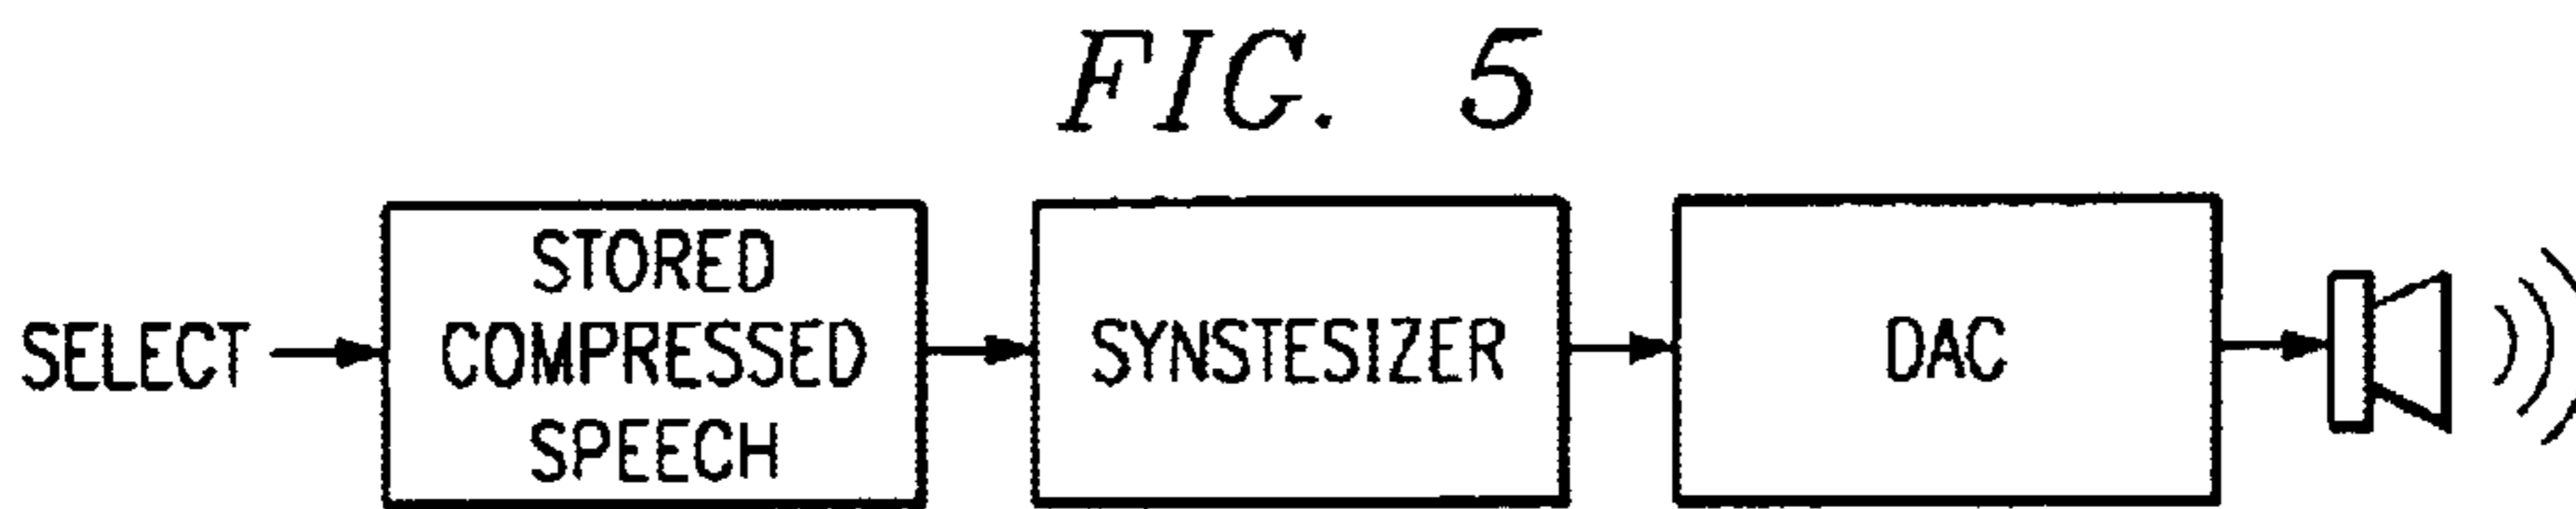 FIG. 5
SELECT
STORED
COMPRESSED
SPEECH
SYNSTESIZER
DAC